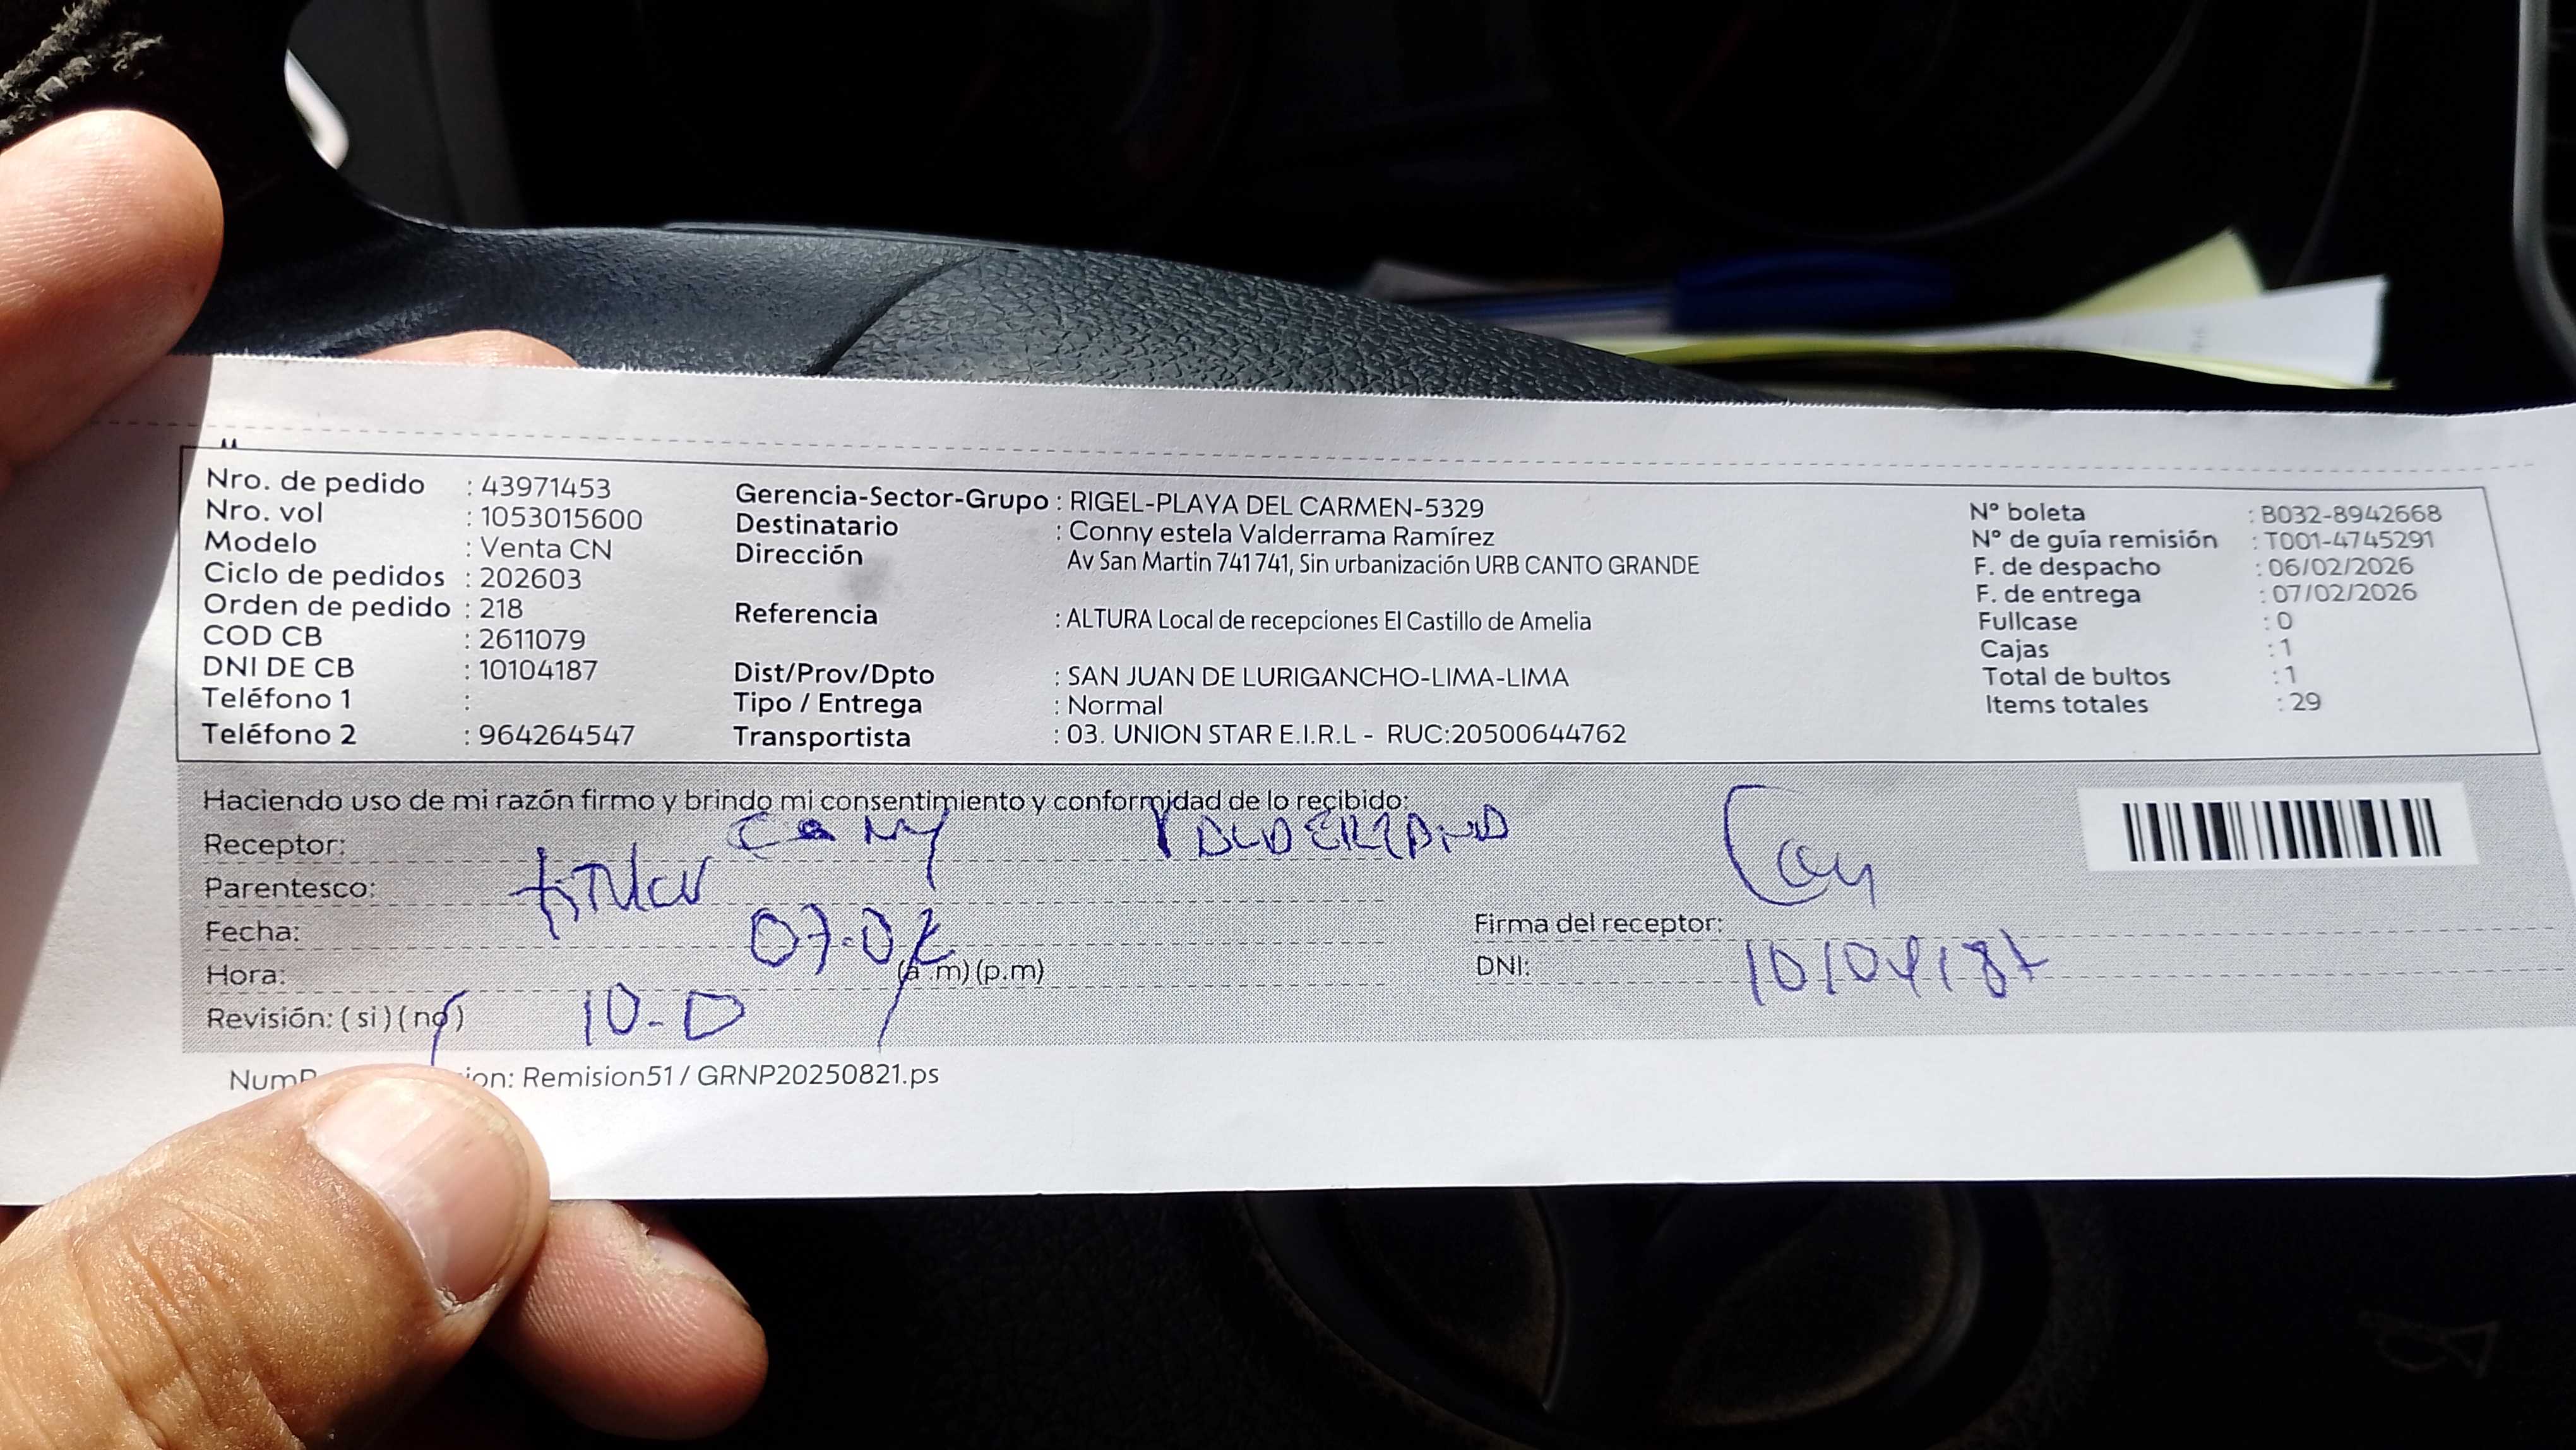 Nro. de pedido : 43971453
Nro. vol : 1053015600
Modelo : Venta CN
Ciclo de pedidos : 202603
Orden de pedido : 218
COD CB : 2611079
DNI DE CB : 10104187
Teléfono 1 :
Teléfono 2 : 964264547
Gerencia-Sector-Grupo : RIGEL-PLAYA DEL CARMEN-5329
Destinatario : Conny estela Valderrama Ramírez
Dirección Av San Martin 741 741, Sin urbanización URB CANTO GRANDE
Referencia : ALTURA Local de recepciones El Castillo de Amelia
Dist/Prov/Dpto : SAN JUAN DE LURIGANCHO-LIMA-LIMA
Tipo / Entrega : Normal
Transportista : 03. UNION STAR E.I.R.L - RUC:20500644762
N° boleta : B032-8942668
N° de guía remisión : T001-4745291
F. de despacho : 06/02/2026
F. de entrega : 07/02/2026
Fullcase : 0
Cajas : 1
Total de bultos : 1
Items totales : 29
Haciendo uso de mi razón firmo y brindo mi consentimiento y conformidad de lo recibido:
Receptor:
Parentesco: titular
Fecha: 07-02
Hora: (a .m) (p.m)
Revisión: ( si ) ( no ) 10-
Firma del receptor:
DNI: 10104187
ion: Remision51 / GRNP20250821.ps